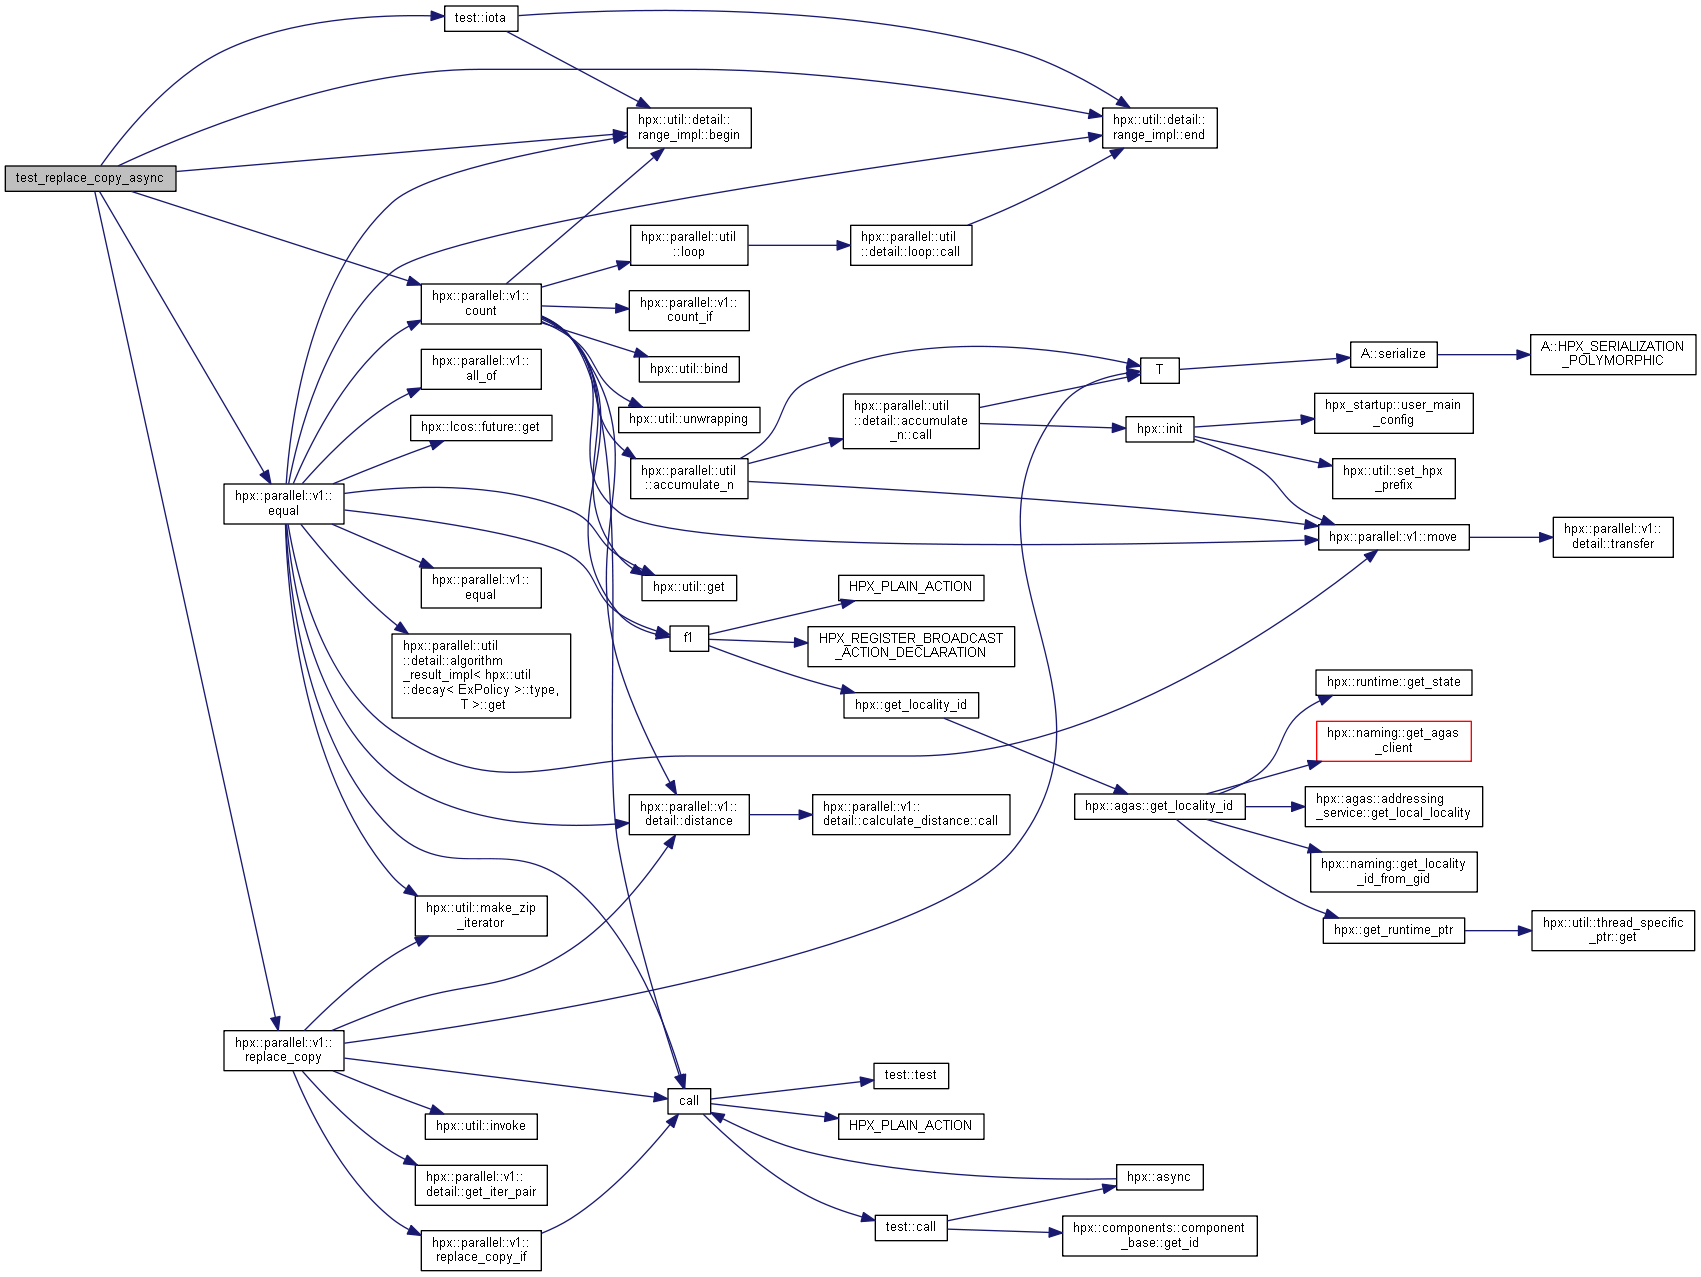 test::iota
hpx::util::detail::
range_impl::begin
hpx::util::detail::
range_impl::end
test_replace_copy_async
hpx::parallel::util
::loop
hpx::parallel::util
::detail::loop::call
hpx::parallel::v1::
count
hpx::parallel::v1::
count_if
hpx::parallel::v1::
all_of
hpx::util::bind
T
A::serialize
A::HPX_SERIALIZATION
_POLYMORPHIC
hpx::lcos::future::get
hpx::util::unwrapping
hpx::parallel::util
::detail::accumulate
_n::call
hpx::init
hpx_startup::user_main
_config
hpx::parallel::util
::accumulate_n
hpx::util::set_hpx
_prefix
hpx::parallel::v1::
equal
hpx::parallel::v1::move
hpx::parallel::v1::
detail::transfer
hpx::parallel::v1::
equal
hpx::util::get
HPX_PLAIN_ACTION
f1
HPX_REGISTER_BROADCAST
_ACTION_DECLARATION
hpx::parallel::util
::detail::algorithm
_result_impl< hpx::util
::decay< ExPolicy >::type,
T >::get
hpx::get_locality_id
hpx::runtime::get_state
hpx::naming::get_agas
_client
hpx::parallel::v1::
detail::distance
hpx::parallel::v1::
detail::calculate_distance::call
hpx::agas::get_locality_id
hpx::agas::addressing
_service::get_local_locality
hpx::naming::get_locality
_id_from_gid
hpx::util::make_zip
_iterator
hpx::get_runtime_ptr
hpx::util::thread_specific
_ptr::get
hpx::parallel::v1::
replace_copy
test::test
call
HPX_PLAIN_ACTION
hpx::util::invoke
hpx::parallel::v1::
detail::get_iter_pair
hpx::async
test::call
hpx::components::component
_base::get_id
hpx::parallel::v1::
replace_copy_if